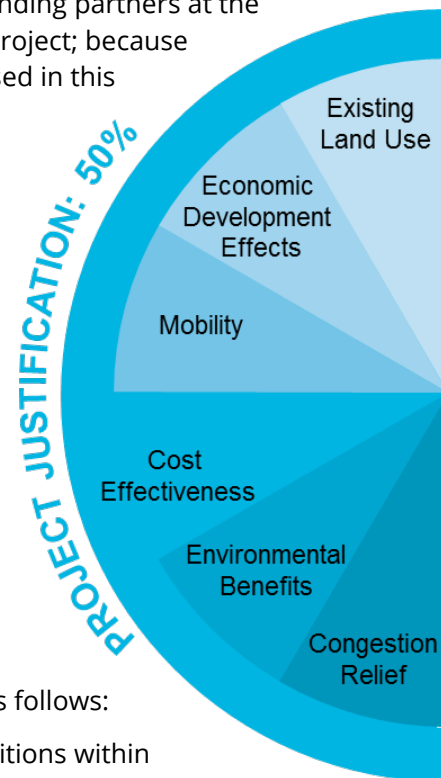 nding partners at the
roject; because
sed in this
PROJECT JUSTIFICATION: 50%
Existing
Land Use
Economic
Development
Effects
Mobility
Cost
Effectiveness
Environmental
Benefits
Congestion
Relief
s follows:
itions within